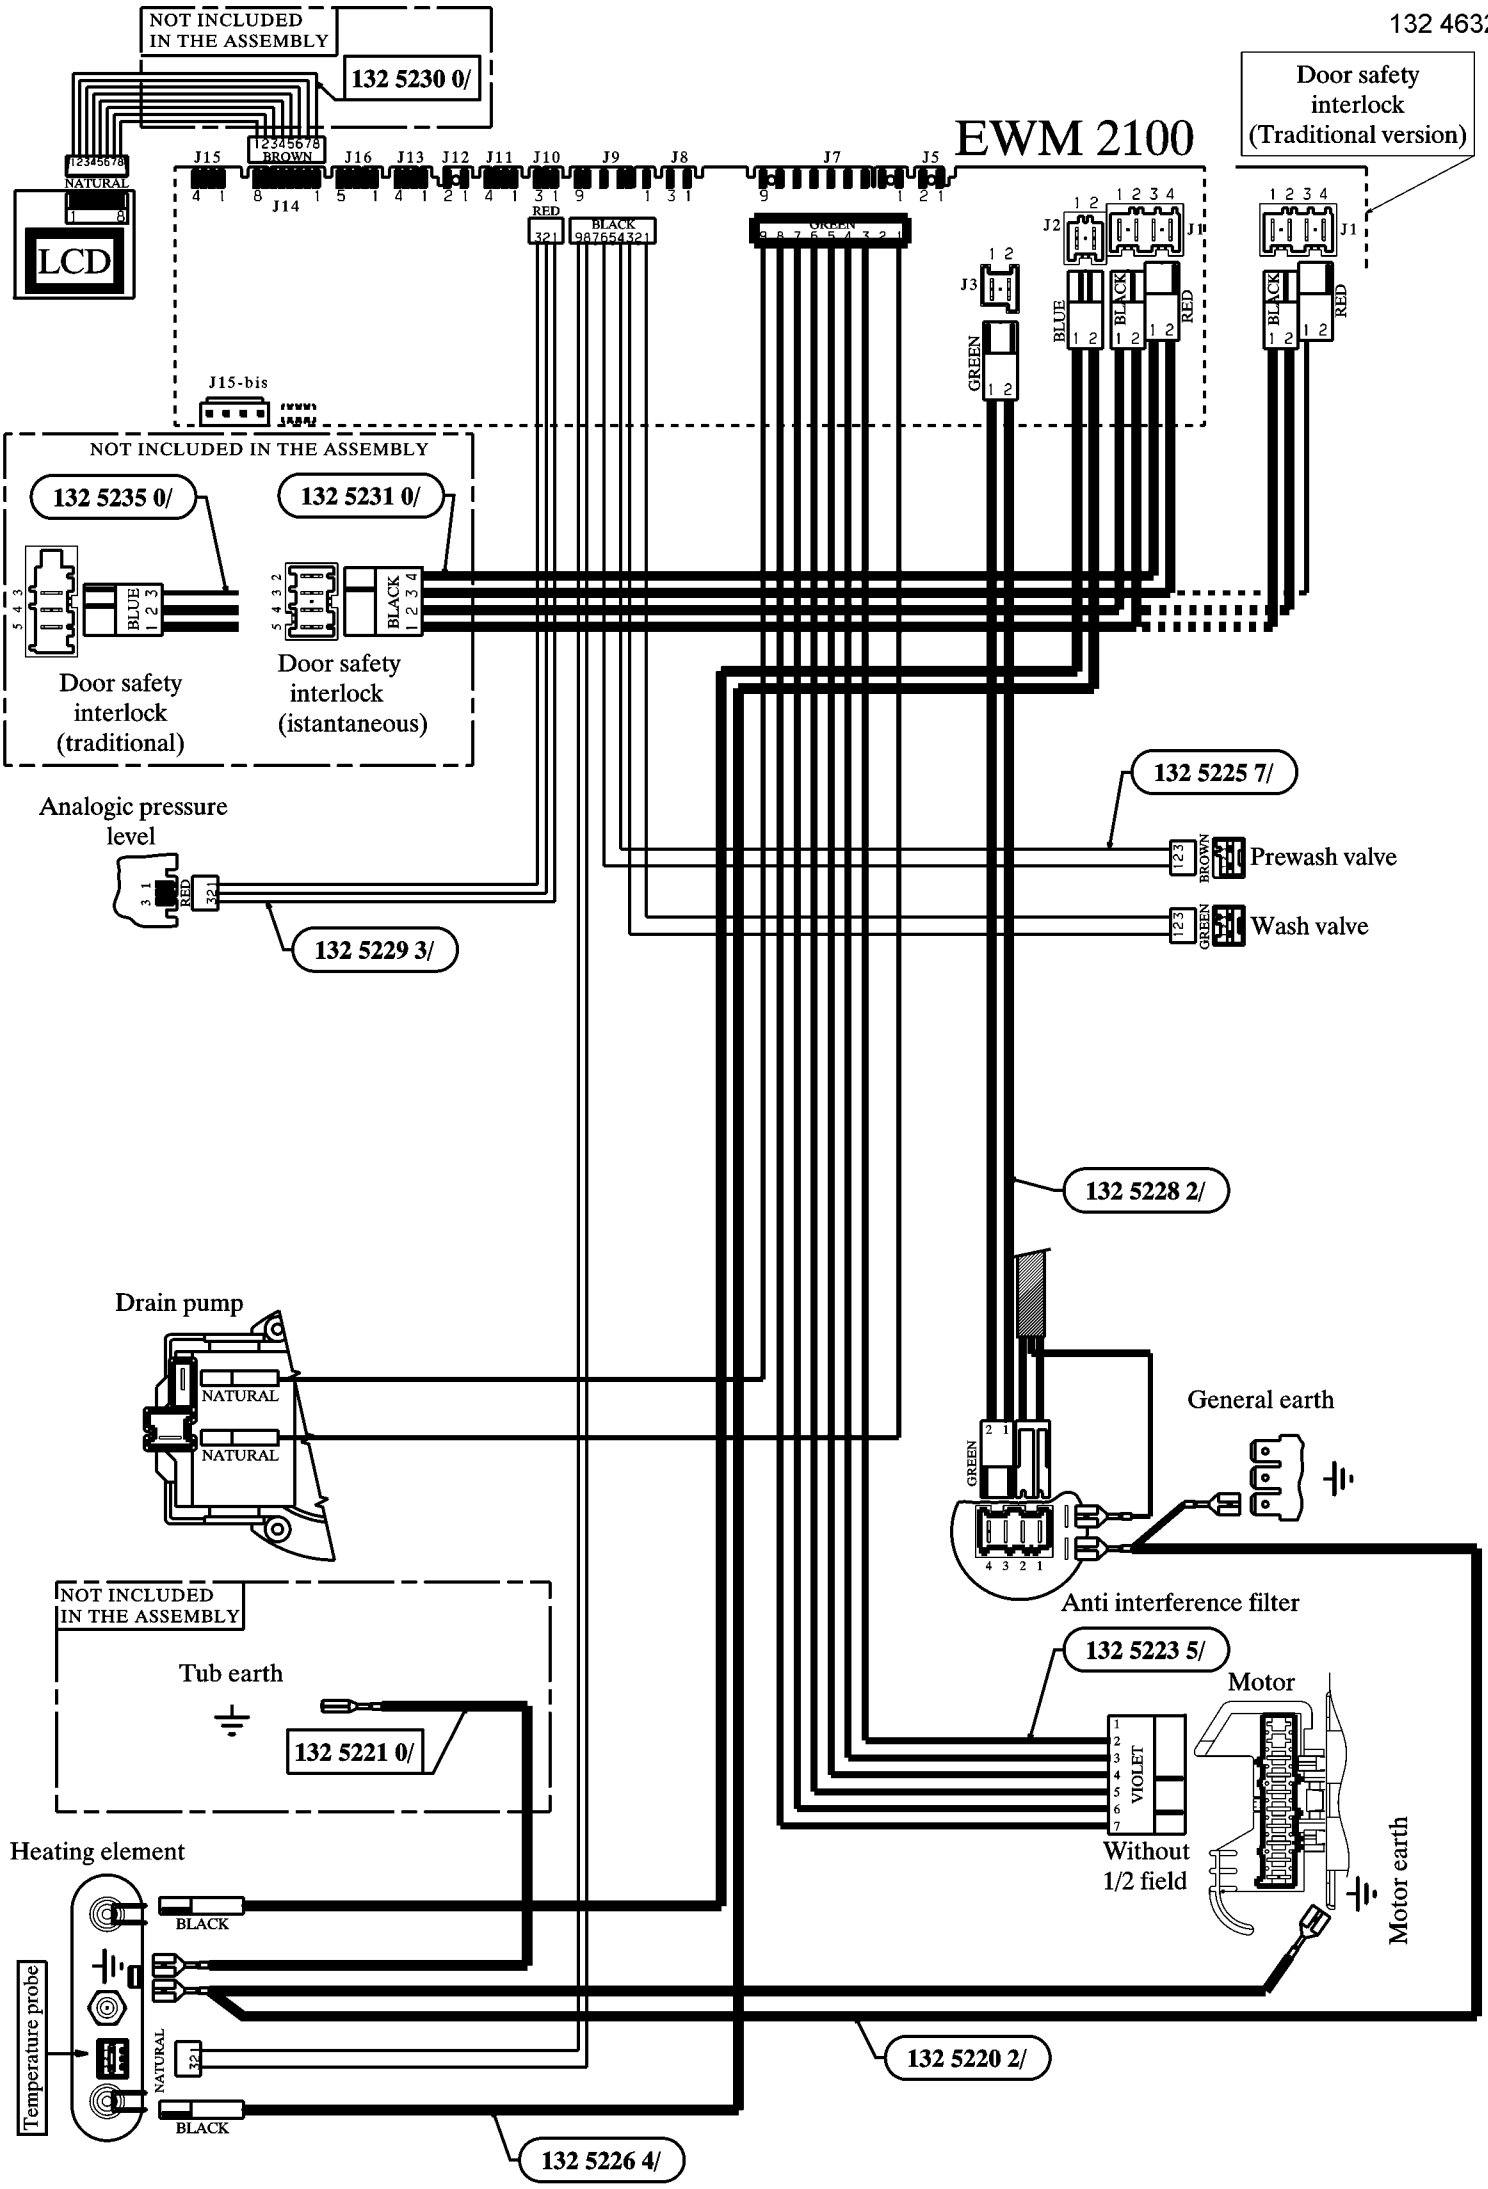 132 4632
NOT INCLUDED
IN THE ASSEMBLY
132 5230 0/
Door safety
interlock
(Traditional version)
EWM 2100
12345678
NATURAL
1 8
LCD
12345678
BROWN
J15
J14
J16
J13
J12
J11
J10
J9
J8
J7
J5
4 1
8 1
5 1
4 1
2 1
4 1
3 1
9 1
3 1
9 1
2 1
RED
321
BLACK
987654321
GREEN
9 8 7 6 5 4 3 2 1
J3
1 2
GREEN
1 2
J2
1 2
BLUE
1 2
1 2 3 4
J1
BLACK
1 2
RED
1 2
1 2 3 4
J1
BLACK
1 2
RED
1 2
J15-bis
NOT INCLUDED IN THE ASSEMBLY
132 5235 0/
132 5231 0/
3
4
5
BLUE
3
2
1
2
3
4
5
BLACK
4
3
2
1
Door safety
interlock
(traditional)
Door safety
interlock
(istantaneous)
Analogic pressure
level
3 1
RED
321
132 5229 3/
132 5225 7/
123
BROWN
Prewash valve
123
GREEN
Wash valve
132 5228 2/
Drain pump
NATURAL
NATURAL
General earth
GREEN
2 1
4 3 2 1
Anti interference filter
NOT INCLUDED
IN THE ASSEMBLY
Tub earth
132 5221 0/
132 5223 5/
Motor
1
2
3
4
5
6
7
VIOLET
Without
1/2 field
Motor earth
Heating element
BLACK
Temperature probe
NATURAL
321
BLACK
132 5220 2/
132 5226 4/